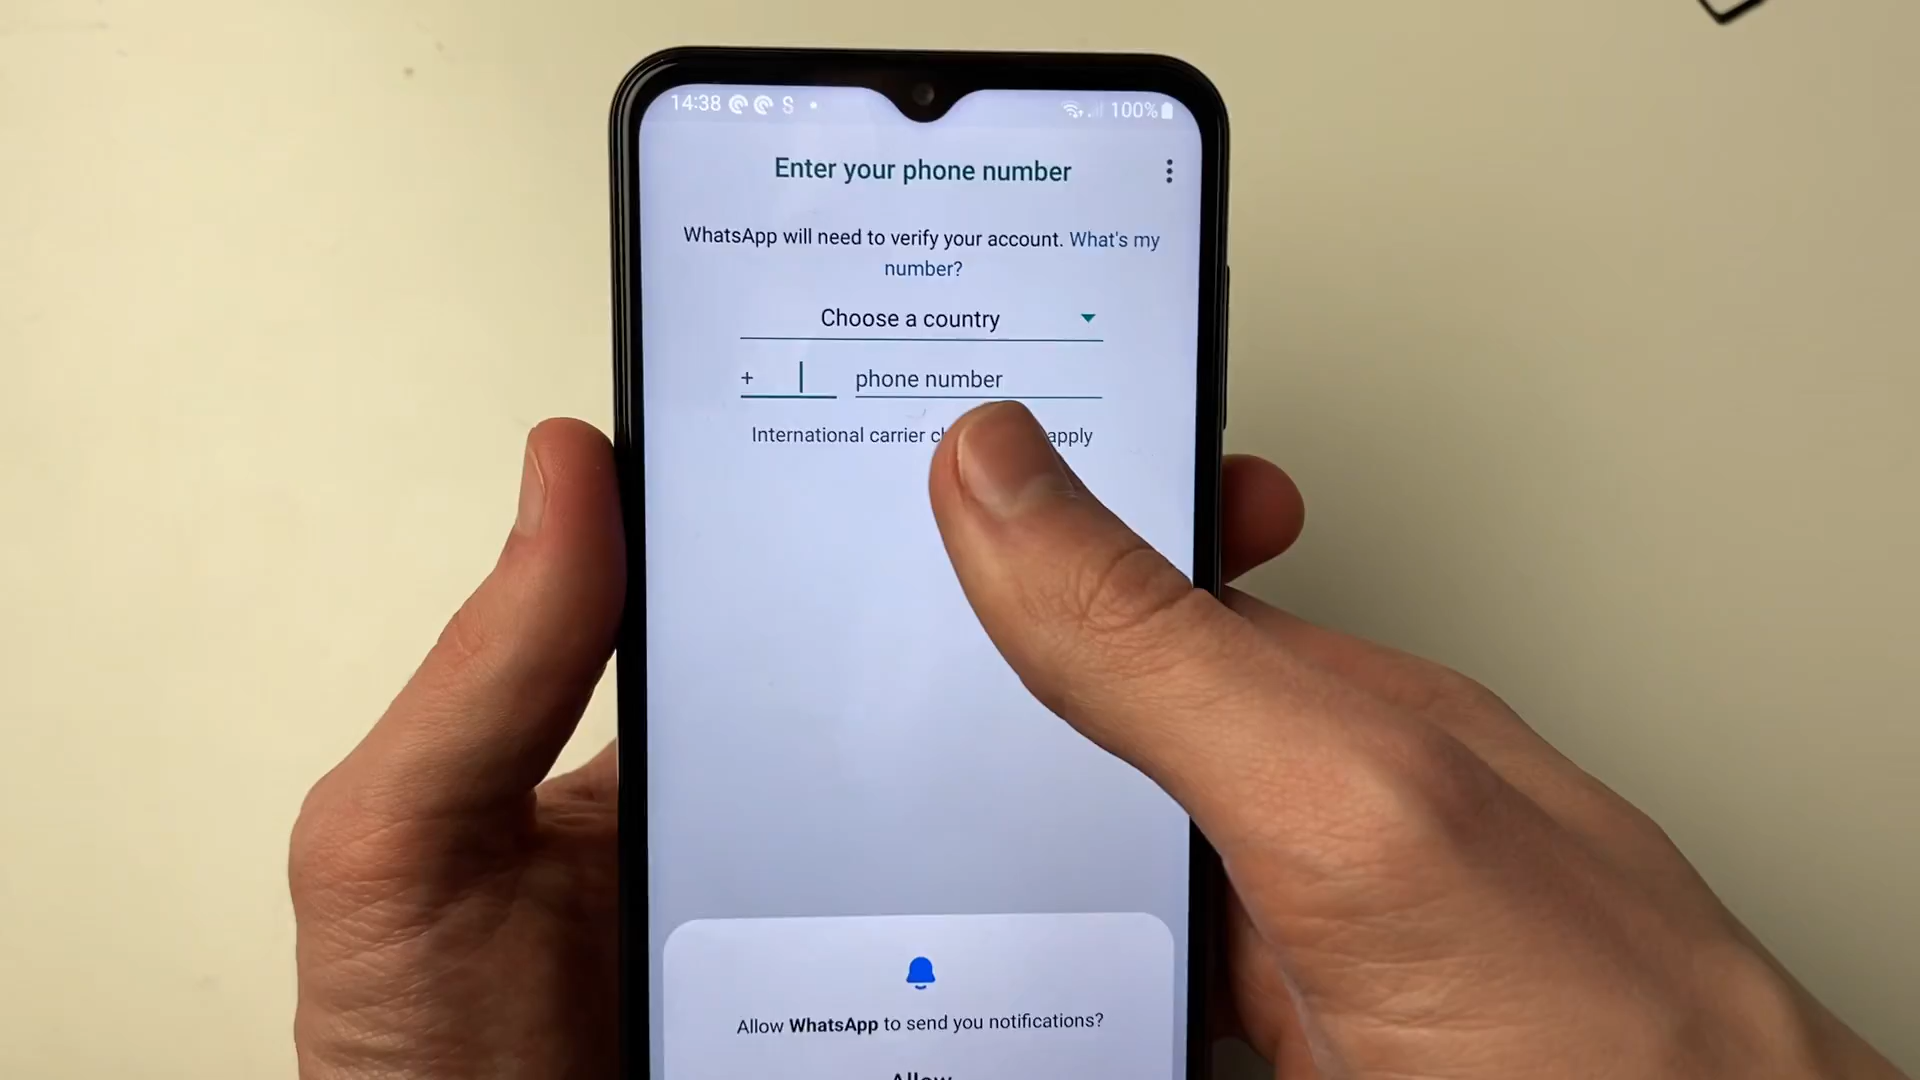 14:38 S 100%
Enter your phone number
WhatsApp will need to verify your account. What's my
number?
Choose a country
+ phone number
International carrier apply
Allow WhatsApp to send you notifications?
Allow